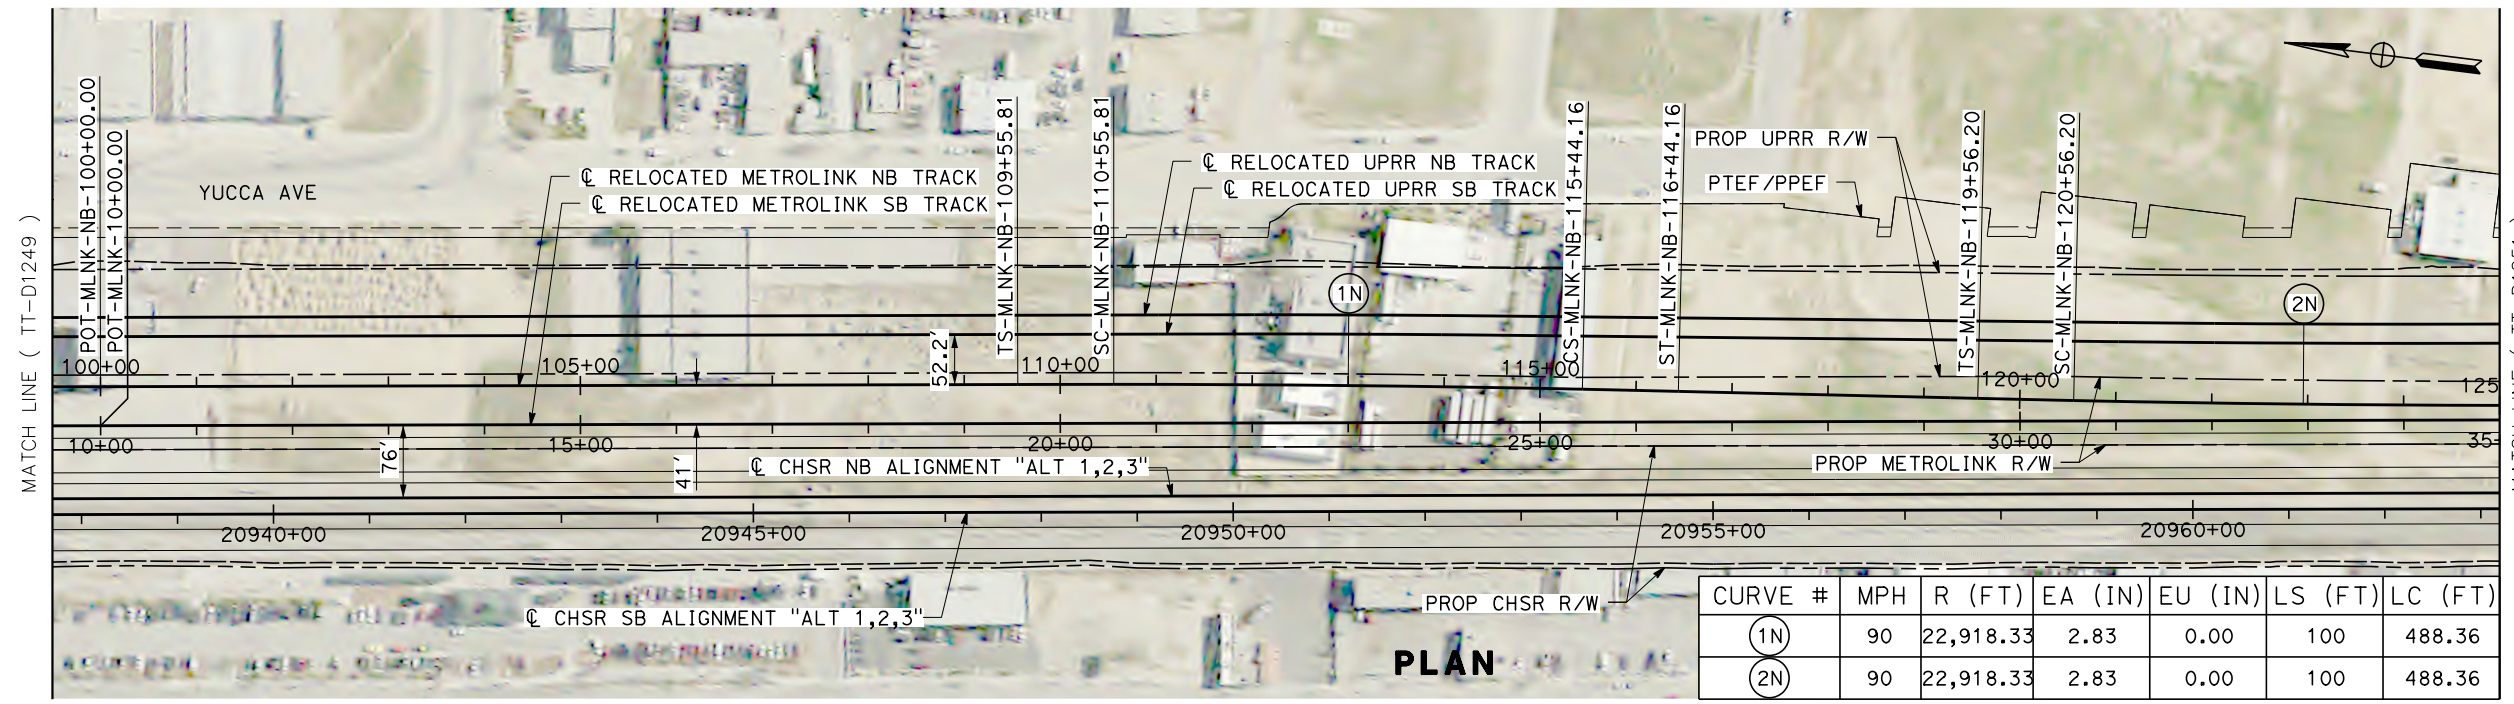 MATCH LINE ( TT-D1249 )
POT-MLNK-NB-100+00.00
POT-MLNK-10+00.00
YUCCA AVE
℄ RELOCATED METROLINK NB TRACK
℄ RELOCATED METROLINK SB TRACK
TS-MLNK-NB-109+55.81
SC-MLNK-NB-110+55.81
℄ RELOCATED UPRR NB TRACK
℄ RELOCATED UPRR SB TRACK
CS-MLNK-NB-115+44.16
ST-MLNK-NB-116+44.16
PROP UPRR R/W
PTEF/PPEF
TS-MLNK-NB-119+56.20
SC-MLNK-NB-120+56.20
1N
2N
52.2'
100+00
105+00
110+00
115+00
120+00
125
10+00
15+00
20+00
25+00
30+00
35
76'
41'
℄ CHSR NB ALIGNMENT "ALT 1,2,3"
PROP METROLINK R/W
20940+00
20945+00
20950+00
20955+00
20960+00
℄ CHSR SB ALIGNMENT "ALT 1,2,3"
PROP CHSR R/W
PLAN
CURVE # MPH R (FT) EA (IN) EU (IN) LS (FT) LC (FT)
1N 90 22,918.33 2.83 0.00 100 488.36
2N 90 22,918.33 2.83 0.00 100 488.36